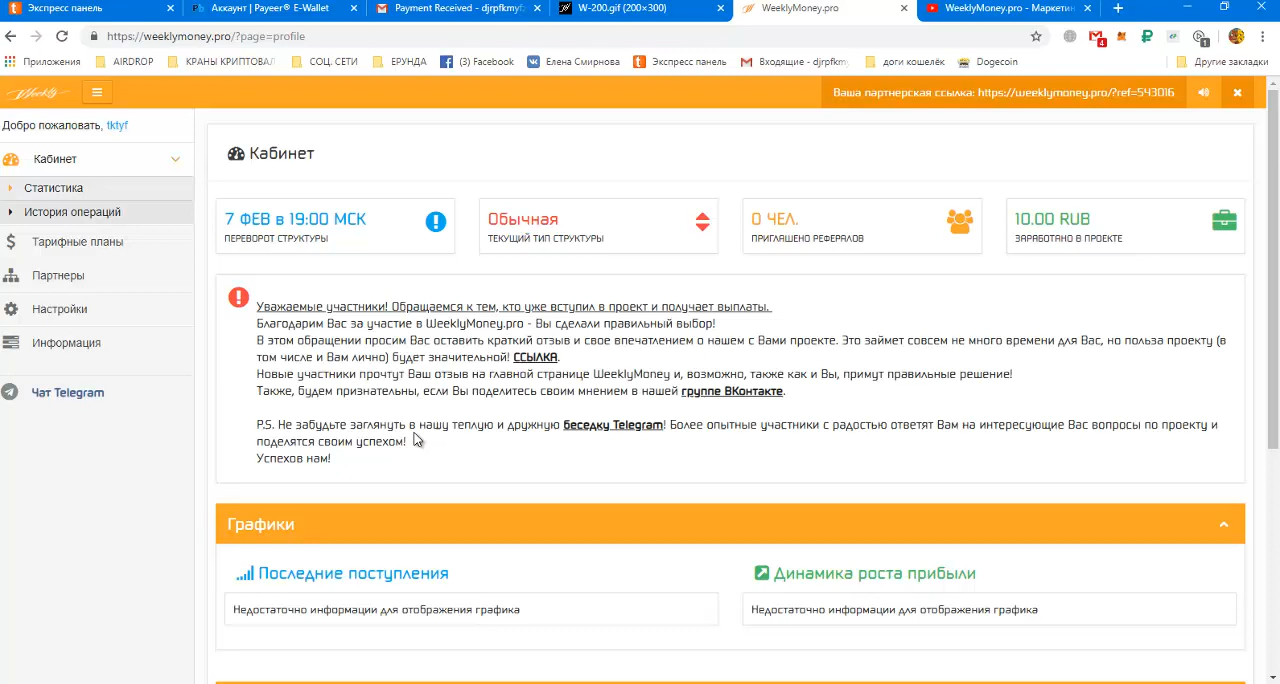 Экспресс панель
Аккаунт | Payeer® E-Wallet
Payment Received - djrpfkmyf
W-200.gif (200×300)
WeeklyMoney.pro
WeeklyMoney.pro - Маркетин
https://weeklymoney.pro/?page=profile
Приложения
AIRDROP
КРАНЫ КРИПТОВАЛ
СОЦ. СЕТИ
ЕРУНДА
(3) Facebook
Елена Смирнова
Экспресс панель
Входящие - djrpfkm
доги кошелёк
Dogecoin
Другие закладки
Weekly
Ваша партнерская ссылка: https://weeklymoney.pro/?ref=543016
Добро пожаловать, tktyf
Кабинет
Статистика
История операций
Тарифные планы
Партнеры
Настройки
Информация
Чат Telegram
Кабинет
7 ФЕВ в 19:00 МСК
ПЕРЕВОРОТ СТРУКТУРЫ
Обычная
ТЕКУЩИЙ ТИП СТРУКТУРЫ
0 ЧЕЛ.
ПРИГЛАШЕНО РЕФЕРАЛОВ
10.00 RUB
ЗАРАБОТАНО В ПРОЕКТЕ
Уважаемые участники! Обращаемся к тем, кто уже вступил в проект и получает выплаты.
Благодарим Вас за участие в WeeklyMoney.pro - Вы сделали правильный выбор!
В этом обращении просим Вас оставить краткий отзыв и свое впечатлением о нашем с Вами проекте. Это займет совсем не много времени для Вас, но польза проекту (в
том числе и Вам лично) будет значительной! ССЫЛКА.
Новые участники прочтут Ваш отзыв на главной странице WeeklyMoney и, возможно, также как и Вы, примут правильные решение!
Также, будем признательны, если Вы поделитесь своим мнением в нашей группе ВКонтакте.
P.S. Не забудьте заглянуть в нашу теплую и дружную беседку Telegram! Более опытные участники с радостью ответят Вам на интересующие Вас вопросы по проекту и
поделятся своим успехом!
Успехов нам!
Графики
Последние поступления
Динамика роста прибыли
Недостаточно информации для отображения графика
Недостаточно информации для отображения графика